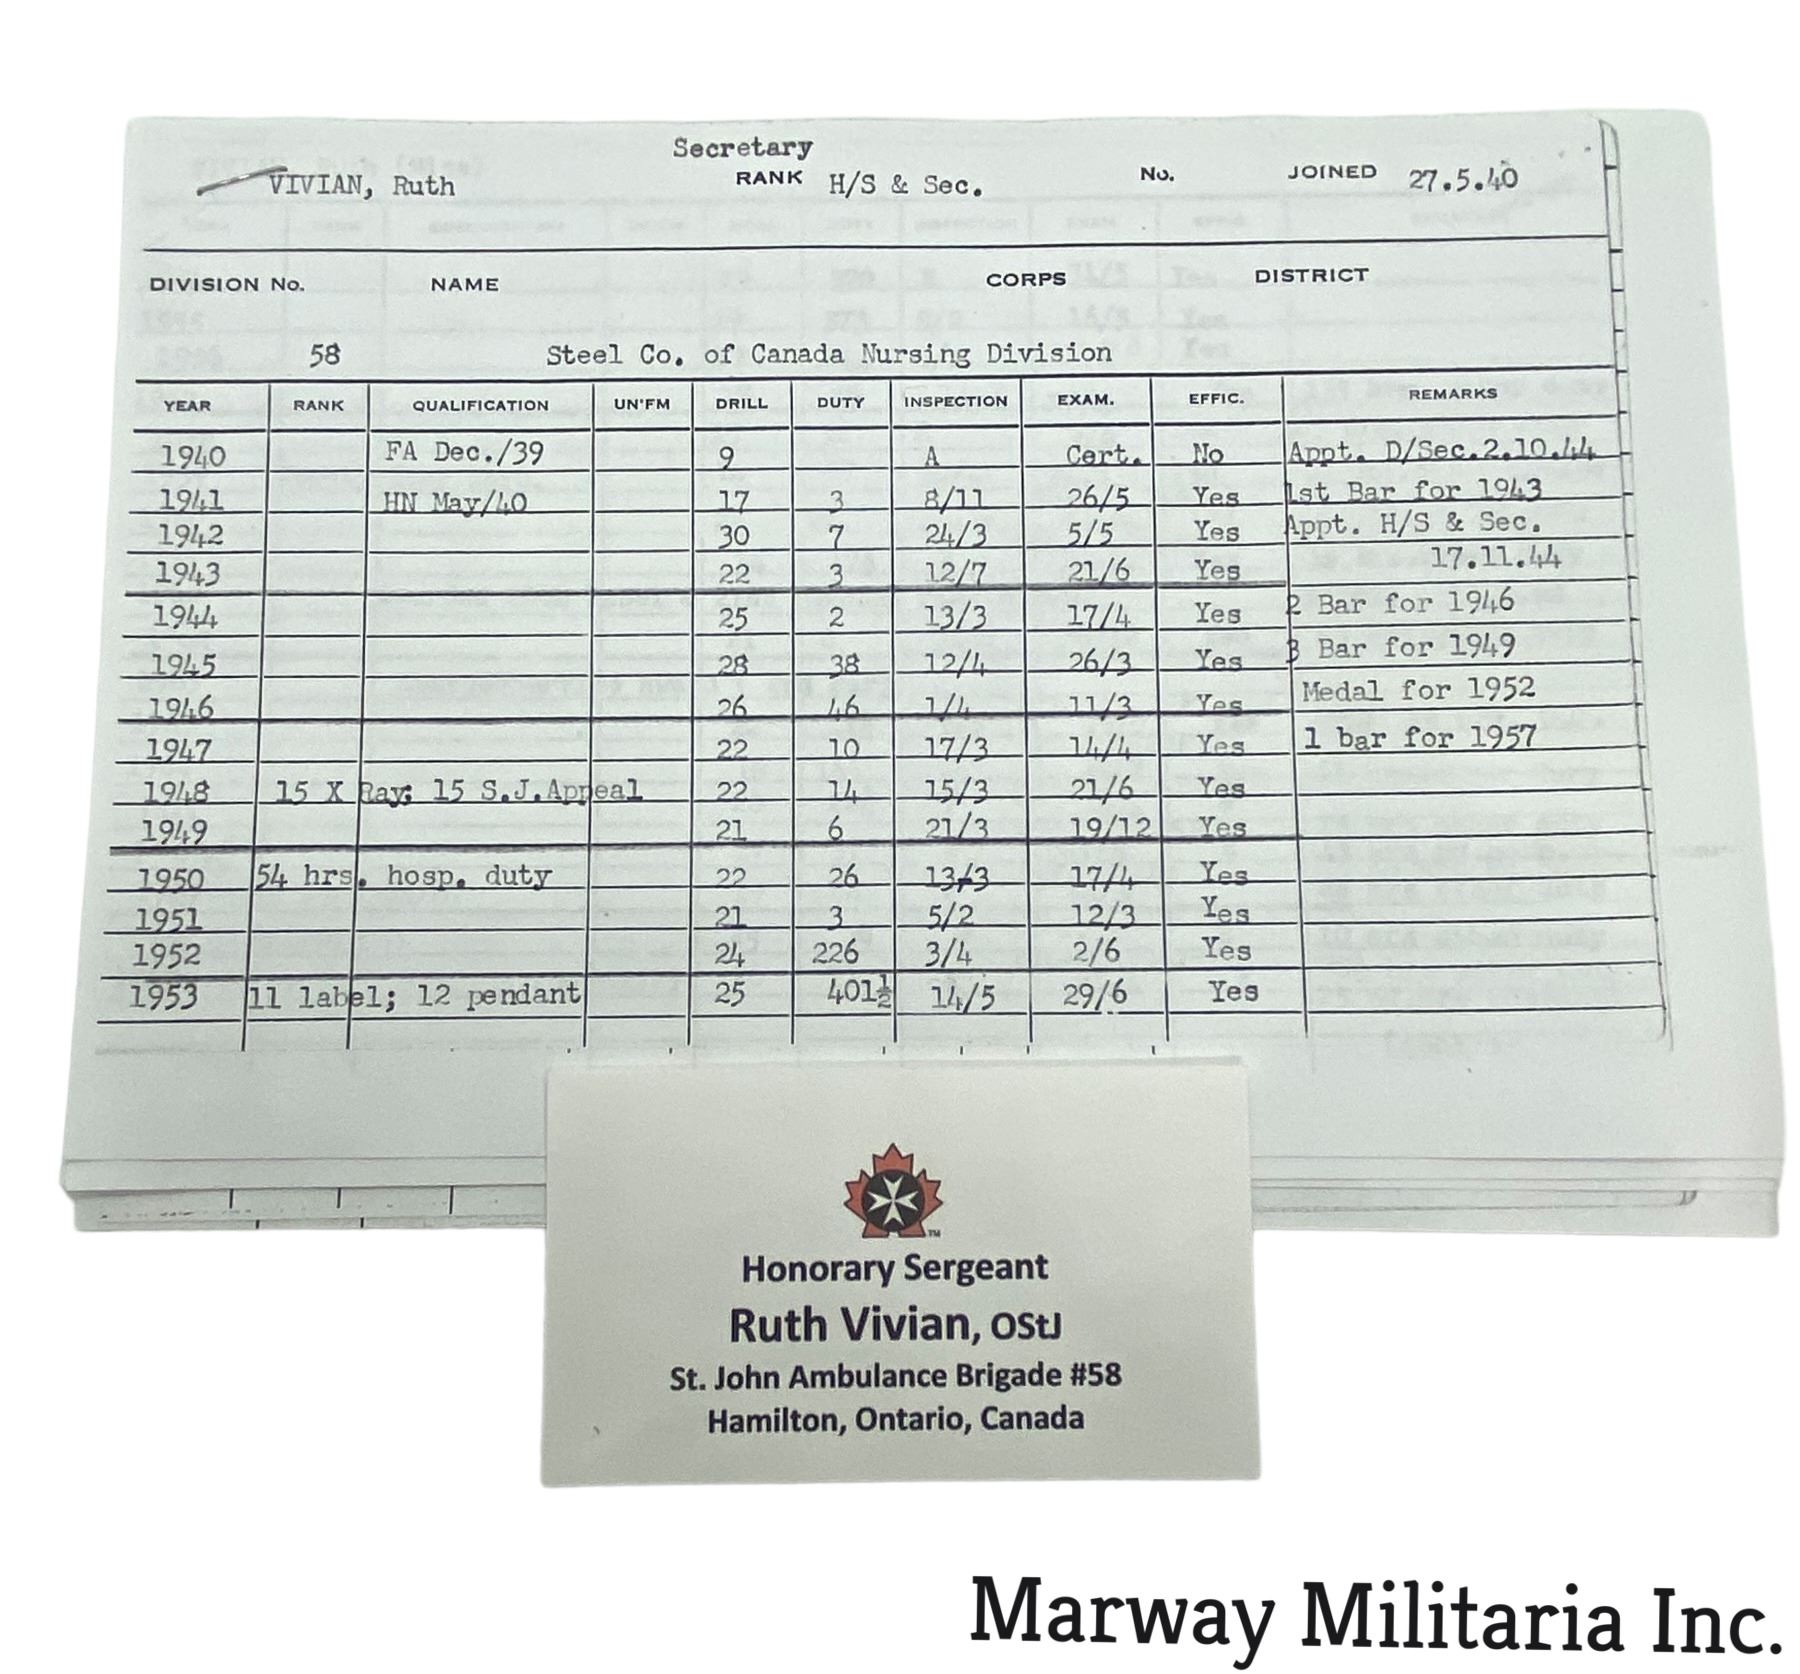 Secretary
VIVIAN, Ruth RANK H/S & Sec. No. JOINED 27.5.40
DIVISION No. NAME CORPS DISTRICT
58 Steel Co. of Canada Nursing Division
YEAR RANK QUALIFICATION UN'FM DRILL DUTY INSPECTION EXAM. EFFIC. REMARKS
1940 FA Dec./39 9 A Cert. No Appt. D/Sec.2.10.44
1941 HN May/40 17 3 8/11 26/5 Yes 1st Bar for 1943
1942 30 7 24/3 5/5 Yes Appt. H/S & Sec.
1943 22 3 12/7 21/6 Yes 17.11.44
1944 25 2 13/3 17/4 Yes 2 Bar for 1946
1945 28 38 12/4 26/3 Yes 3 Bar for 1949
1946 26 46 1/4 11/3 Yes Medal for 1952
1947 22 10 17/3 14/4 Yes 1 bar for 1957
1948 15 X Ray; 15 S.J.Appeal 22 14 15/3 21/6 Yes
1949 21 6 21/3 19/12 Yes
1950 54 hrs. hosp. duty 22 26 13/3 17/4 Yes
1951 21 3 5/2 12/3 Yes
1952 24 226 3/4 2/6 Yes
1953 11 label; 12 pendant 25 401½ 14/5 29/6 Yes
TM
Honorary Sergeant
Ruth Vivian, OStJ
St. John Ambulance Brigade #58
Hamilton, Ontario, Canada
Marway Militaria Inc.